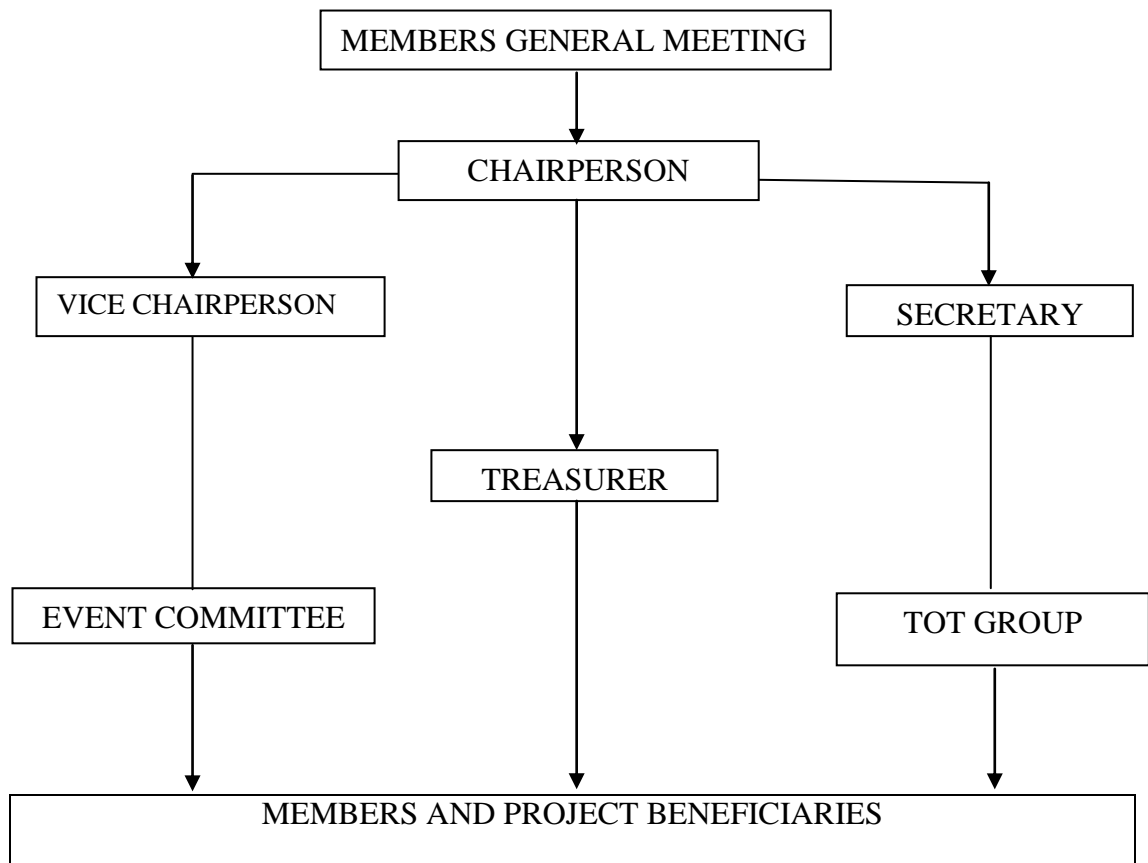 MEMBERS GENERAL MEETING
CHAIRPERSON
VICE CHAIRPERSON
SECRETARY
TREASURER
EVENT COMMITTEE
TOT GROUP
MEMBERS AND PROJECT BENEFICIARIES